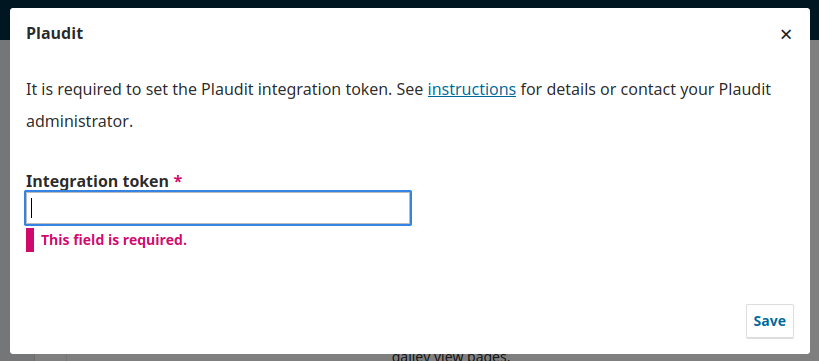 Plaudit
It is required to set the Plaudit integration token. See instructions for details or contact your Plaudit
administrator.
Integration token *
This field is required.
Save
galley view pages.